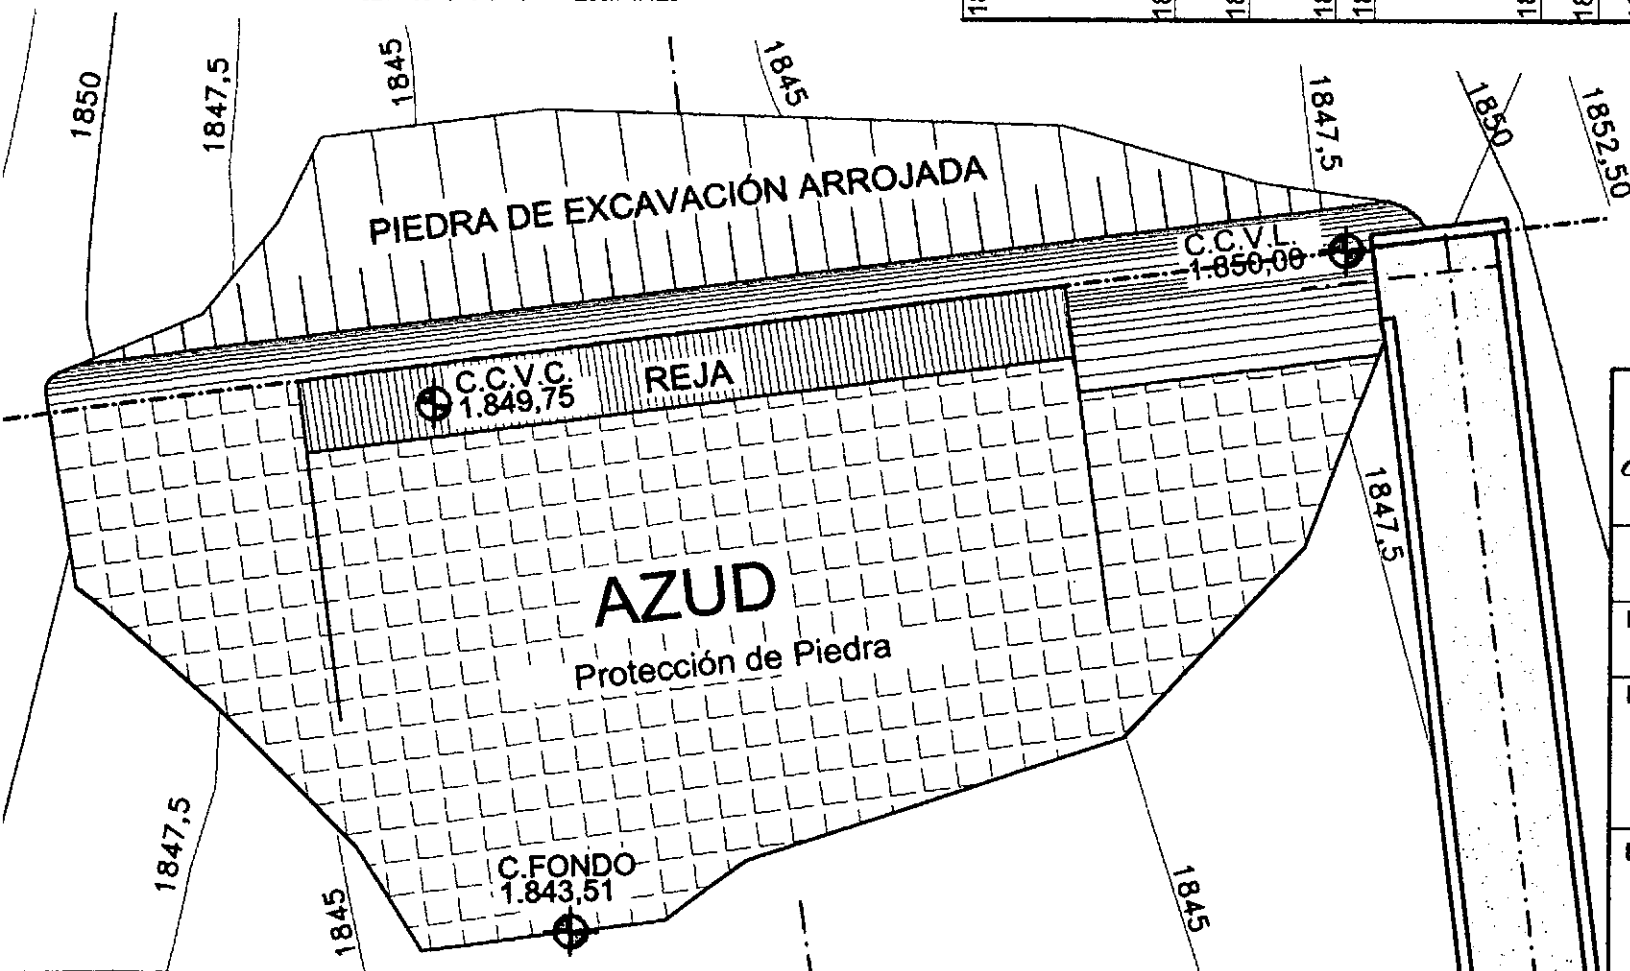 1850
1847,5
1845
1845
1847,5
1850
1852,50
PIEDRA DE EXCAVACIÓN ARROJADA
C.C.V.L.
1.850,00
C.C.V.C.
1.849,75
REJA
1847,5
AZUD
Protección de Piedra
C.FONDO
1.843,51
1847,5
1845
1845